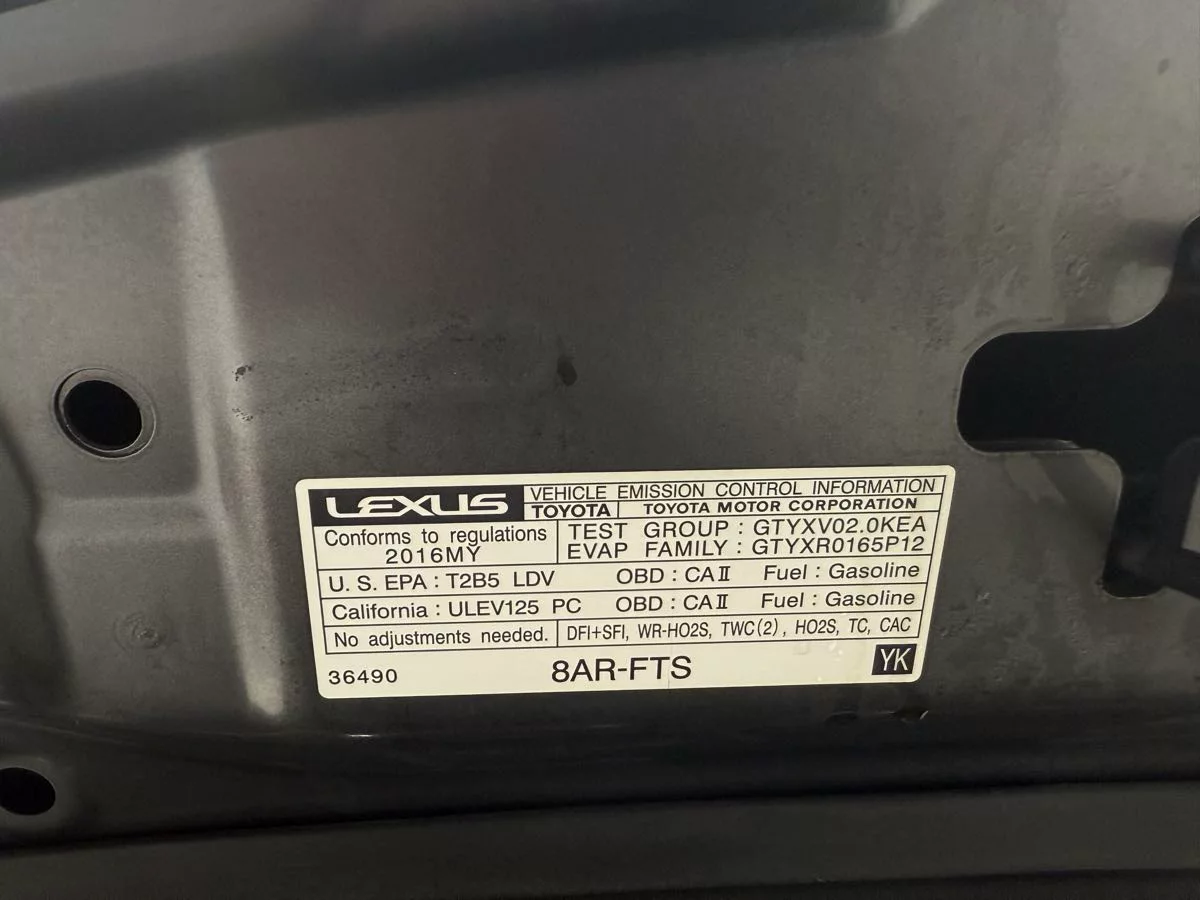 LEXUS VEHICLE EMISSION CONTROL INFORMATION
TOYOTA TOYOTA MOTOR CORPORATION
Conforms to regulations
2016MY
TEST GROUP : GTYXV02.0KEA
EVAP FAMILY : GTYXR0165P12
U. S. EPA : T2B5 LDV OBD : CAⅡ Fuel : Gasoline
California : ULEV125 PC OBD : CAⅡ Fuel : Gasoline
No adjustments needed. DFI+SFI, WR-HO2S, TWC(2), HO2S, TC, CAC
36490 8AR-FTS YK